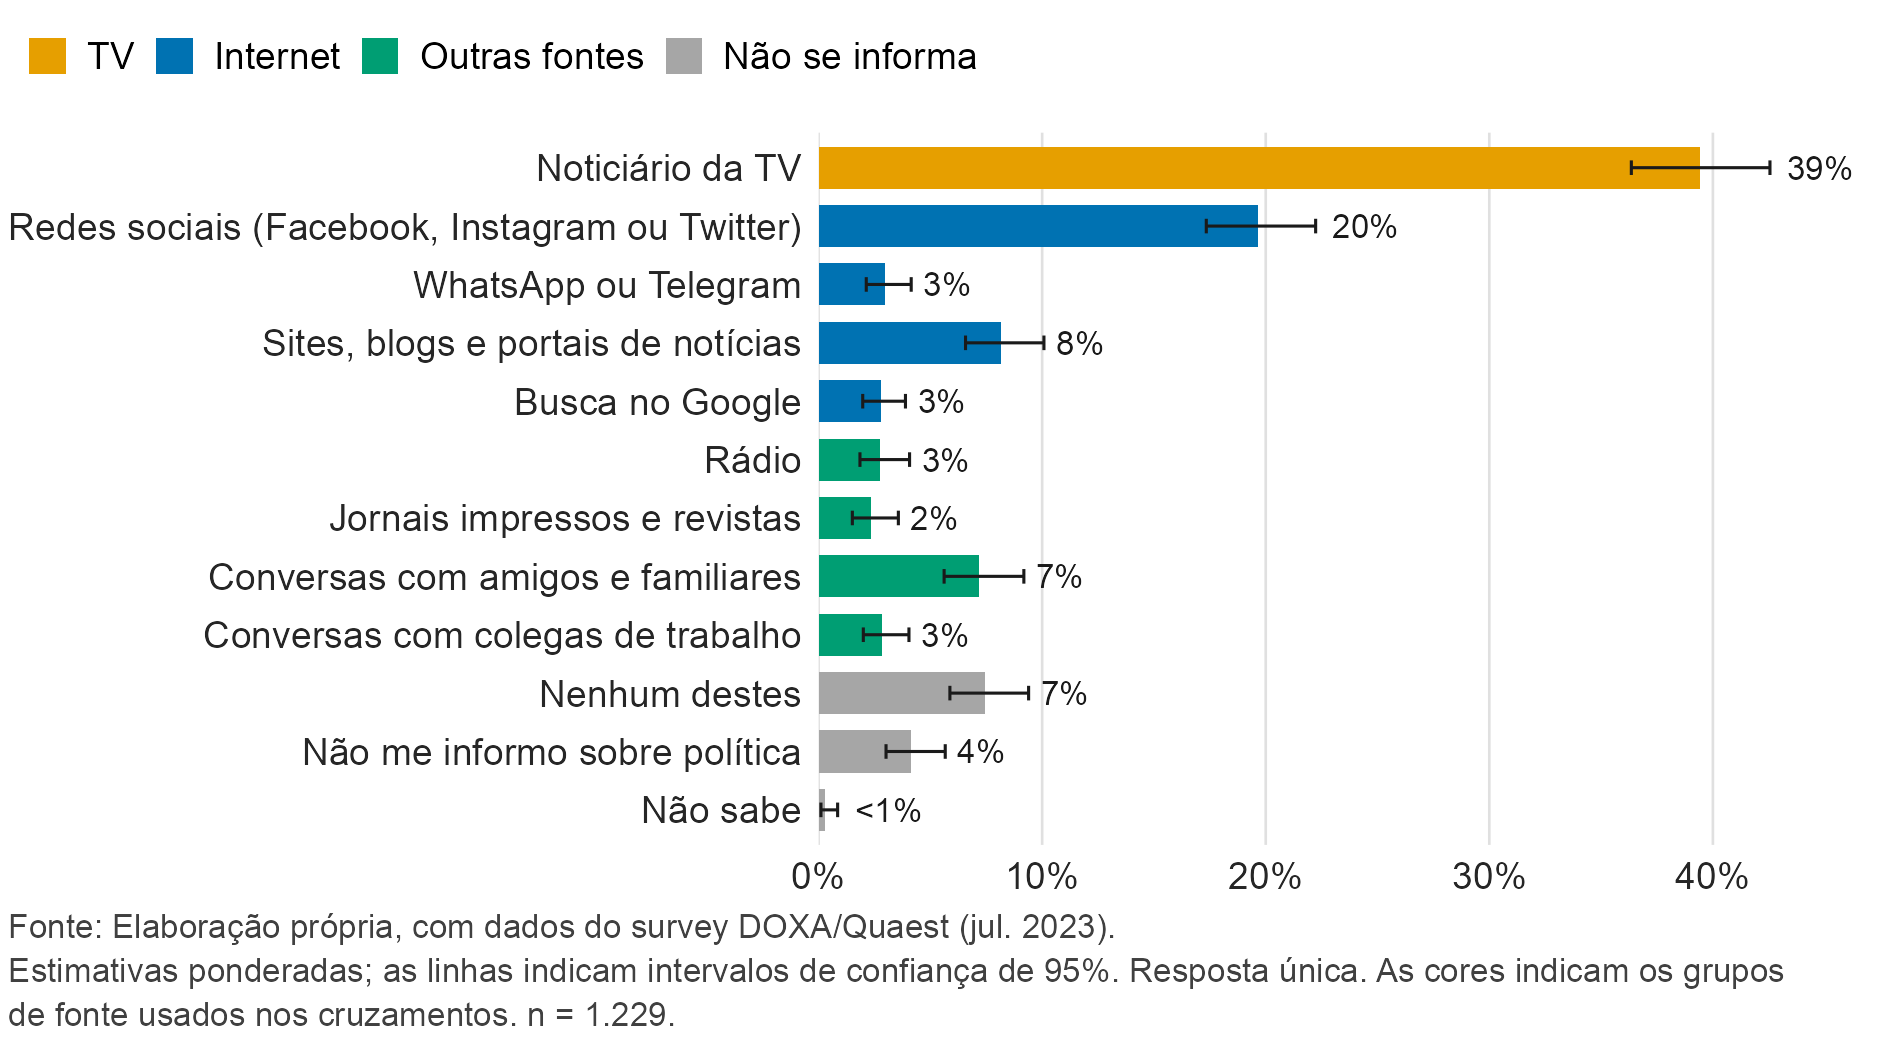 TV Internet Outras fontes Não se informa
Noticiário da TV 39%
Redes sociais (Facebook, Instagram ou Twitter) 20%
WhatsApp ou Telegram 3%
Sites, blogs e portais de notícias 8%
Busca no Google 3%
Rádio 3%
Jornais impressos e revistas 2%
Conversas com amigos e familiares 7%
Conversas com colegas de trabalho 3%
Nenhum destes 7%
Não me informo sobre política 4%
Não sabe <1%
0% 10% 20% 30% 40%
Fonte: Elaboração própria, com dados do survey DOXA/Quaest (jul. 2023).
Estimativas ponderadas; as linhas indicam intervalos de confiança de 95%. Resposta única. As cores indicam os grupos
de fonte usados nos cruzamentos. n = 1.229.